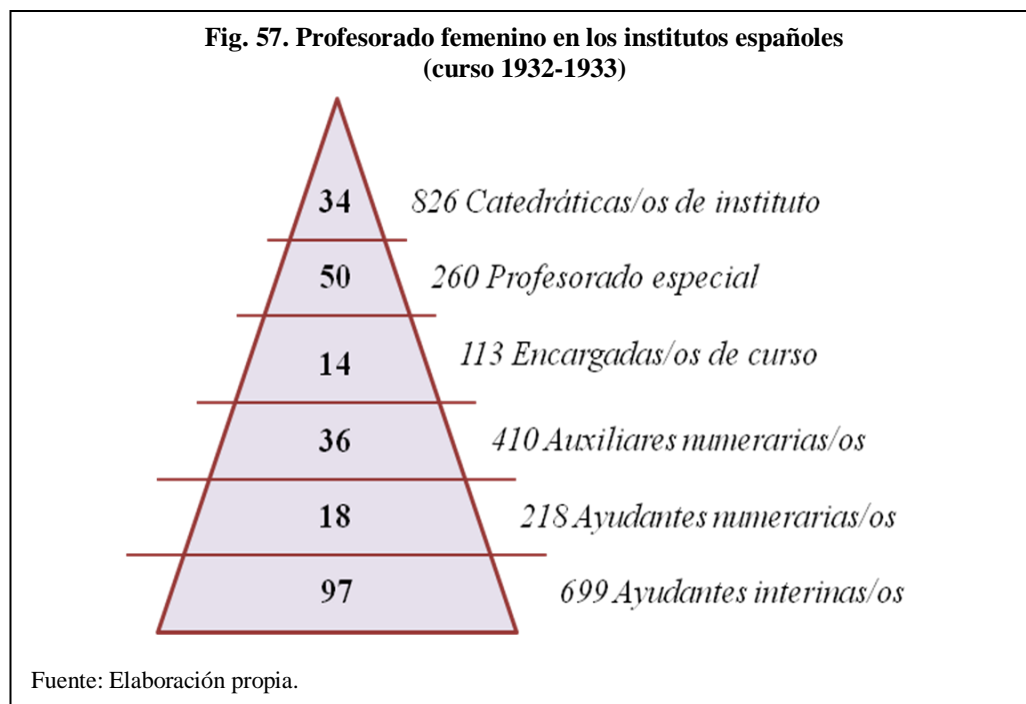 Fig. 57. Profesorado femenino en los institutos españoles
(curso 1932-1933)
34 826 Catedráticas/os de instituto
50 260 Profesorado especial
14 113 Encargadas/os de curso
36 410 Auxiliares numerarias/os
18 218 Ayudantes numerarias/os
97 699 Ayudantes interinas/os
Fuente: Elaboración propia.